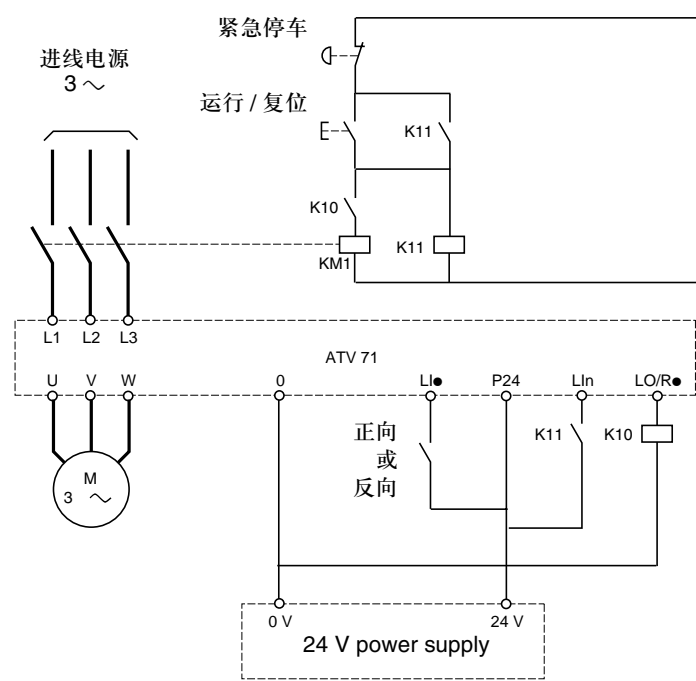 紧急停车
进线电源
3 ~
运行 / 复位
K11
K10
KM1
K11
L1 L2 L3
ATV 71
U V W 0 LI● P24 LIn LO/R●
正向
或
反向
K11 K10
M
3 ~
0 V 24 V
24 V power supply